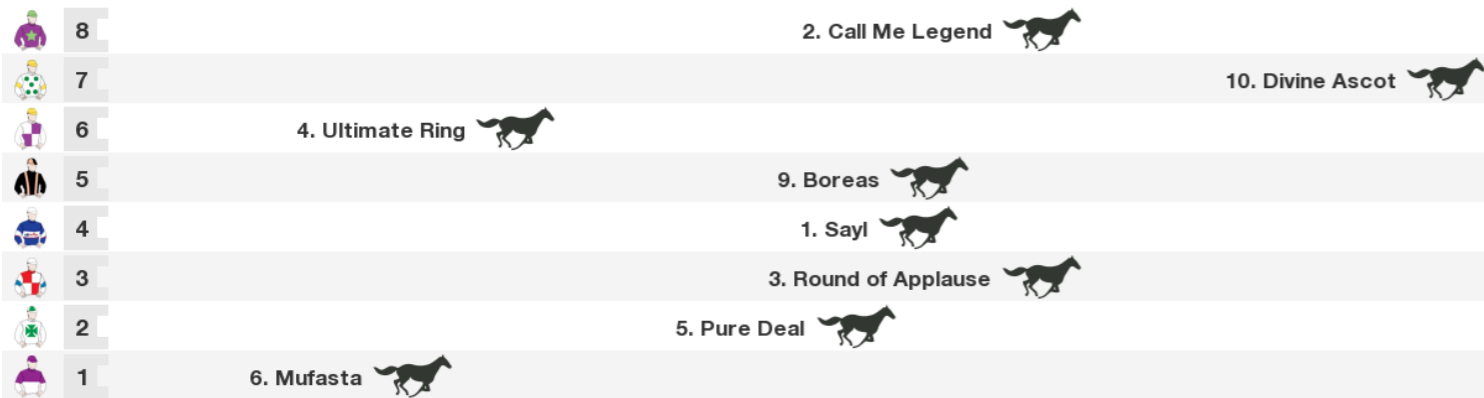 8 2. Call Me Legend
7 10. Divine Ascot
6 4. Ultimate Ring
5 9. Boreas
4 1. Sayl
3 3. Round of Applause
2 5. Pure Deal
1 6. Mufasta